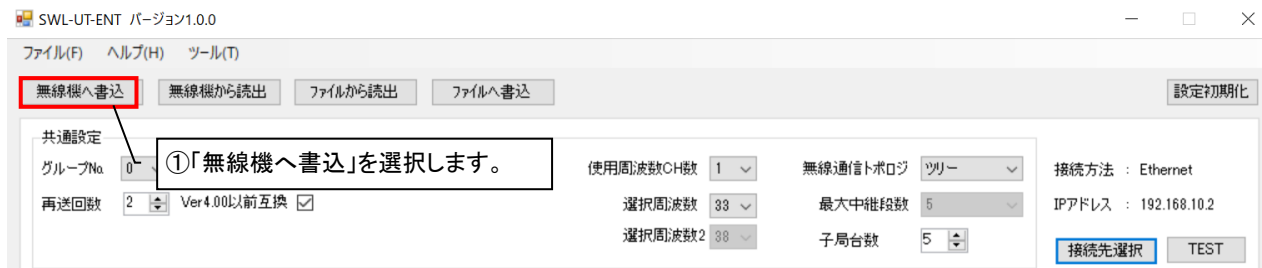 SWL-UT-ENT バージョン1.0.0
ファイル(F) ヘルプ(H) ツール(T)
無線機へ書込 無線機から読出 ファイルから読出 ファイルへ書込 設定初期化
共通設定
①「無線機へ書込」を選択します。
グループNo. 0 使用周波数CH数 1 無線通信トポロジ ツリー 接続方法 : Ethernet
再送回数 2 Ver4.00以前互換 選択周波数 33 最大中継段数 5 IPアドレス : 192.168.10.2
選択周波数2 38 子局台数 5
接続先選択 TEST